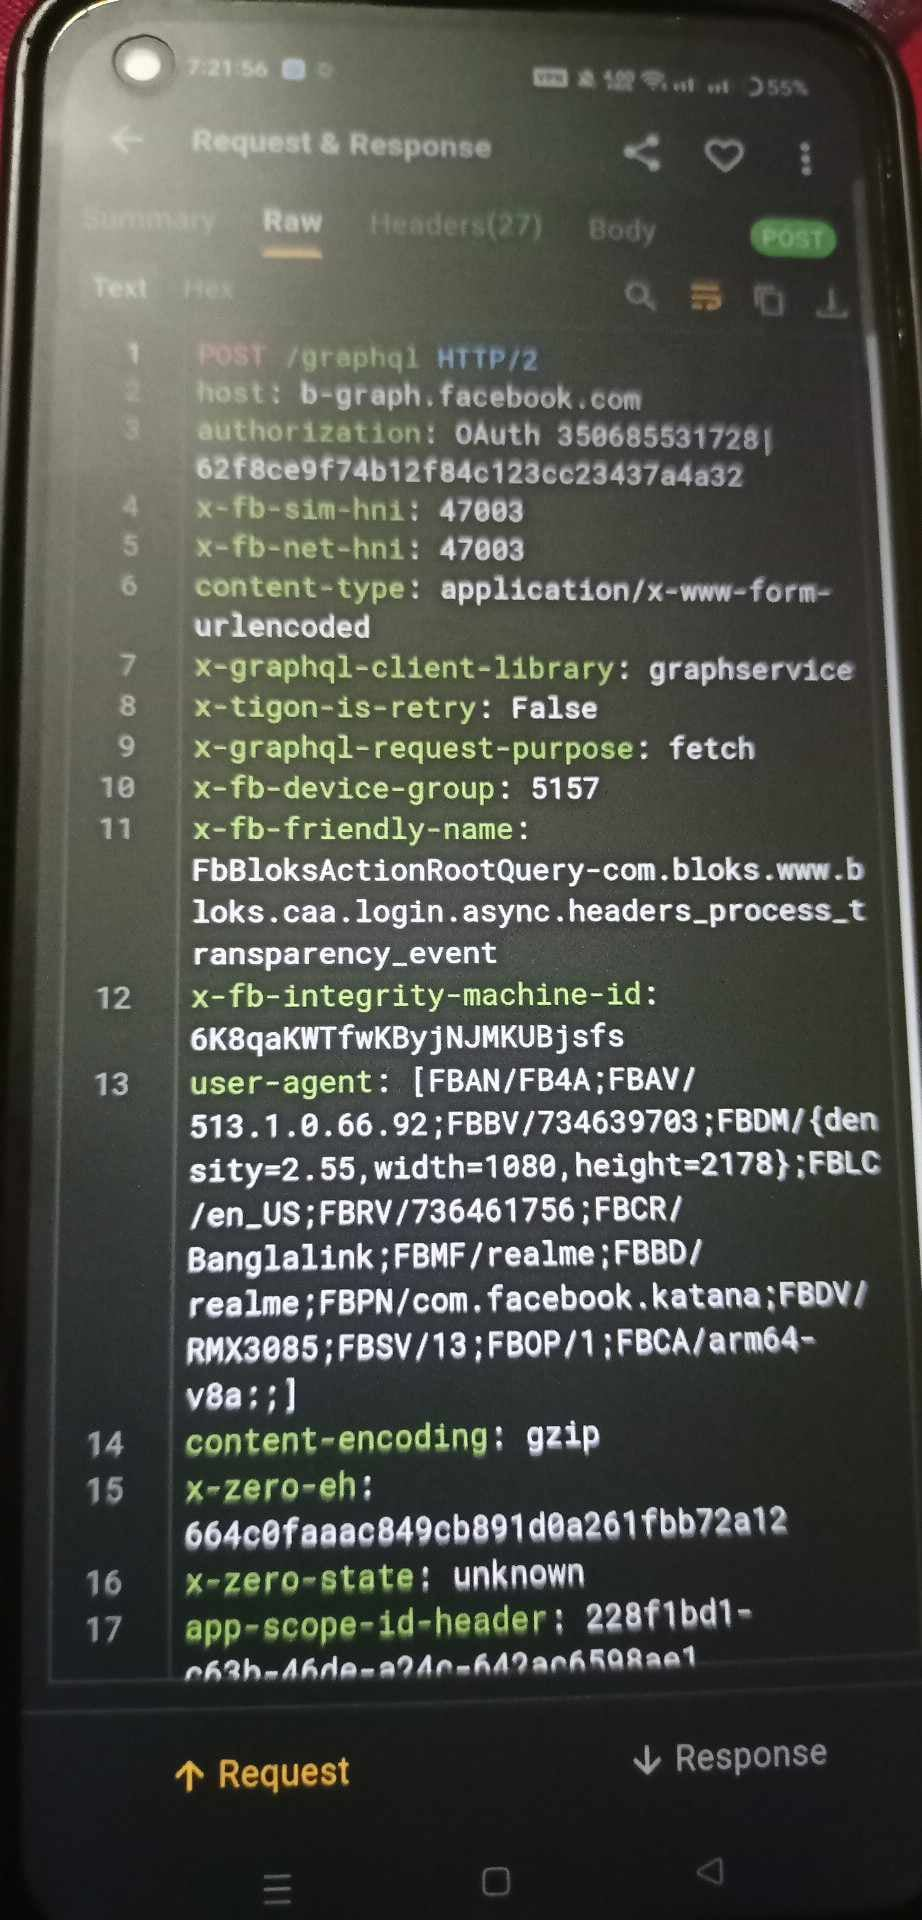 7:21:56 VPN 4.00 55%
Request & Response
Summary Raw Headers(27) Body POST
Text Hex
1 POST /graphql HTTP/2
2 host: b-graph.facebook.com
3 authorization: OAuth 350685531728|
62f8ce9f74b12f84c123cc23437a4a32
4 x-fb-sim-hni: 47003
5 x-fb-net-hni: 47003
6 content-type: application/x-www-form-
urlencoded
7 x-graphql-client-library: graphservice
8 x-tigon-is-retry: False
9 x-graphql-request-purpose: fetch
10 x-fb-device-group: 5157
11 x-fb-friendly-name:
FbBloksActionRootQuery-com.bloks.www.b
loks.caa.login.async.headers_process_t
ransparency_event
12 x-fb-integrity-machine-id:
6K8qaKWTfwKByjNJMKUBjsfs
13 user-agent: [FBAN/FB4A;FBAV/
513.1.0.66.92;FBBV/734639703;FBDM/{den
sity=2.55,width=1080,height=2178};FBLC
/en_US;FBRV/736461756;FBCR/
Banglalink;FBMF/realme;FBBD/
realme;FBPN/com.facebook.katana;FBDV/
RMX3085;FBSV/13;FBOP/1;FBCA/arm64-
v8a:;]
14 content-encoding: gzip
15 x-zero-eh:
664c0faaac849cb891d0a261fbb72a12
16 x-zero-state: unknown
17 app-scope-id-header: 228f1bd1-
c63b-46de-a24c-642ac6598ae1
Request Response